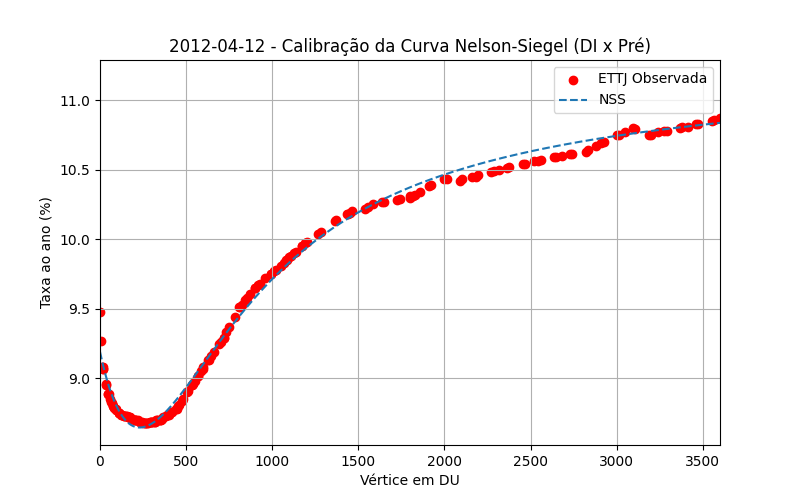 2012-04-12 - Calibração da Curva Nelson-Siegel (DI x Pré)
ETTJ Observada
NSS
Taxa ao ano (%)
11.0
10.5
10.0
9.5
9.0
0 500 1000 1500 2000 2500 3000 3500
Vértice em DU